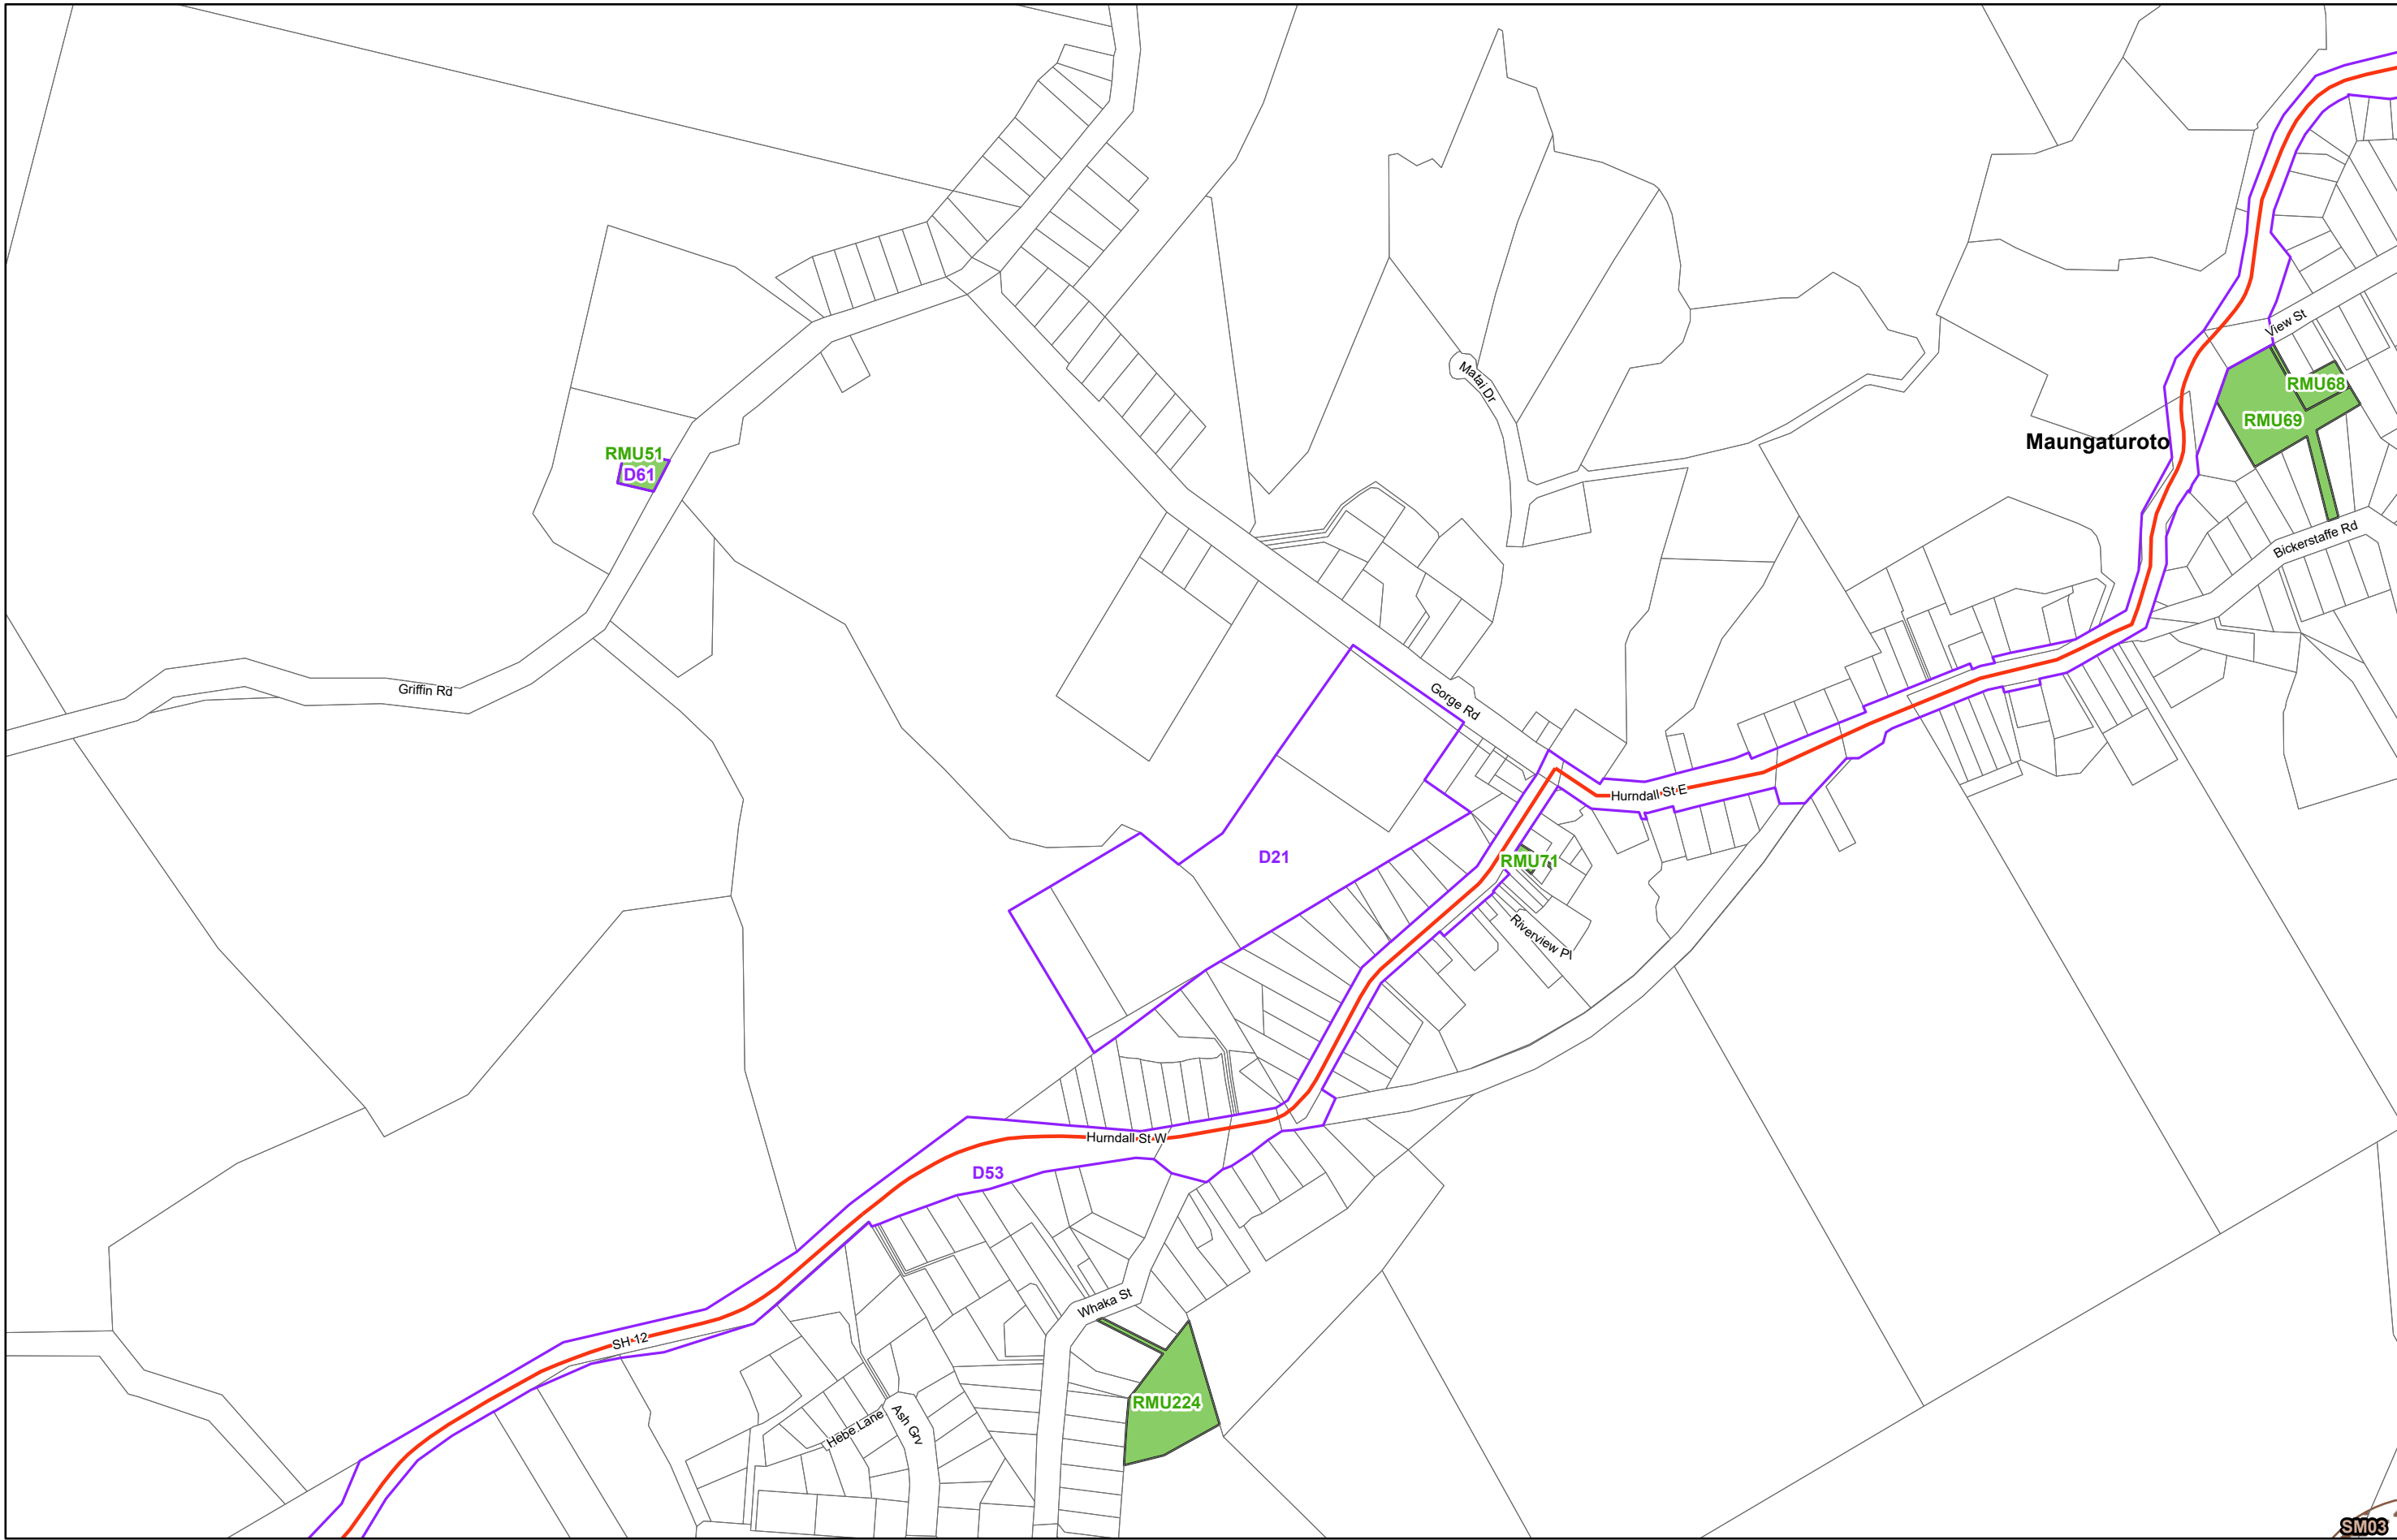 View St
RMU68
Matai Dr
RMU69
Maungaturoto
RMU51
D61
Bickerstaffe Rd
Griffin Rd
Gorge Rd
Hurndall St E
D21
RMU71
Riverview Pl
Hurndall St W
D53
Whaka St
SH 12
RMU224
Ash Grv
Hebe Lane
SM03